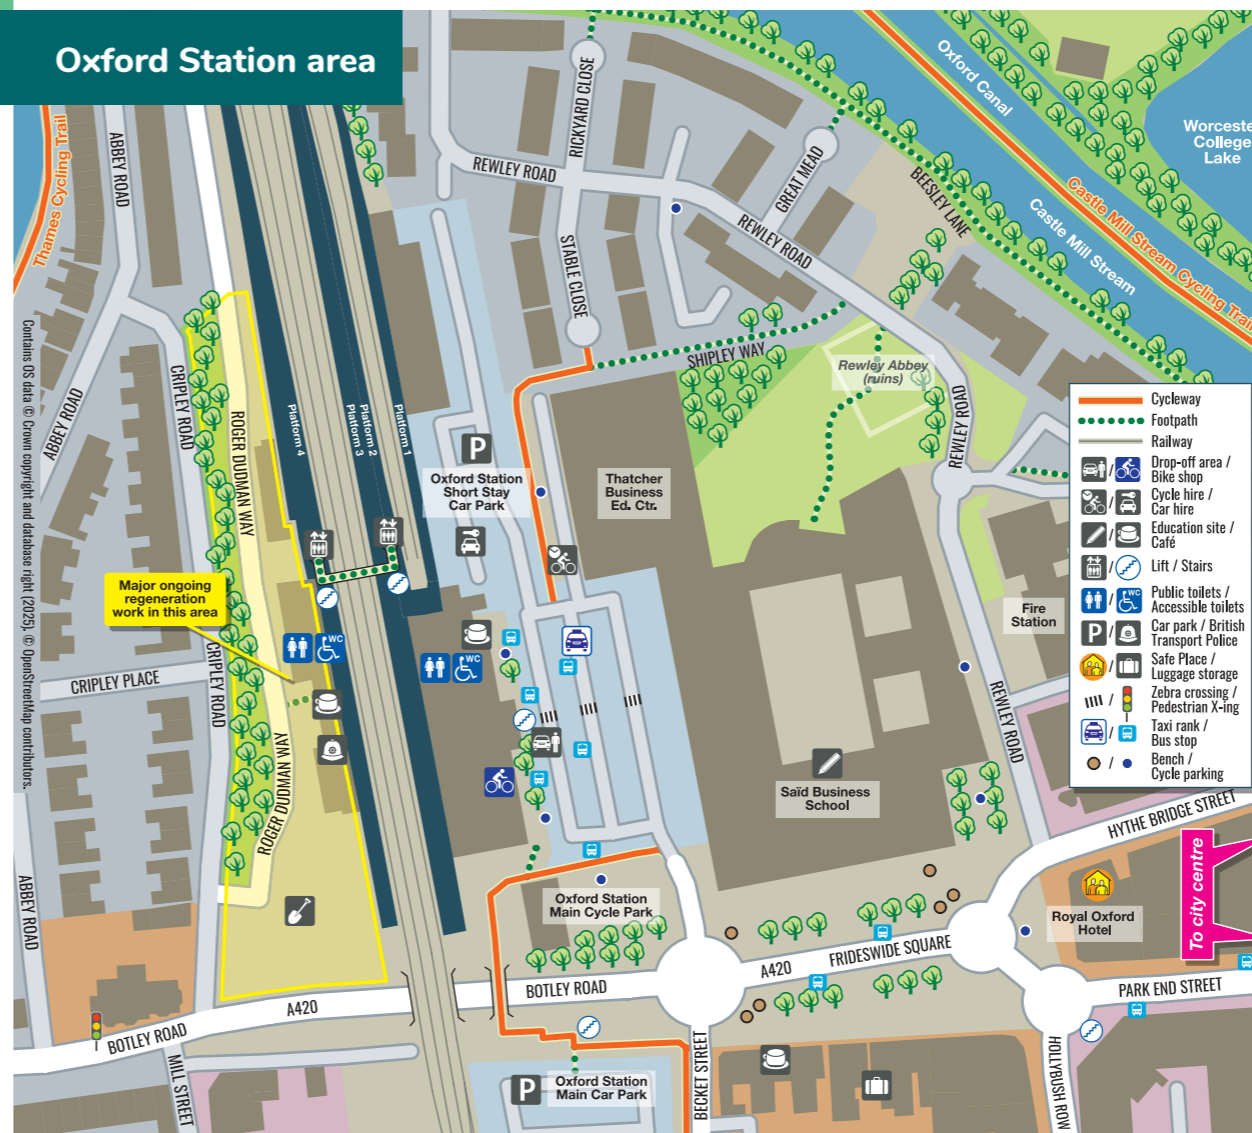 Oxford Station area
Thames Cycling Trail
ABBEY ROAD
RICKYARD CLOSE
REWLEY ROAD
GREAT MEAD
Oxford Canal
Worceste
College
Lake
BEESLEY LANE
Castle Mill Stream Cycling Trail
Castle Mill Stream
REWLEY ROAD
STABLE CLOSE
SHIPLEY WAY
Rewley Abbey
(ruins)
REWLEY ROAD
Contains OS data © Crown copyright and database right (2025), © OpenStreetMap contributors.
ABBEY ROAD
CRIPLEY ROAD
ROGER DUDMAN WAY
Platform 4
Platform 3
Platform 2
Platform 1
P
Oxford Station
Short Stay
Car Park
Thatcher
Business
Ed. Ctr.
Cycleway
Footpath
Railway
Drop-off area /
Bike shop
Cycle hire /
Car hire
Education site /
Café
Lift / Stairs
WC
Public toilets /
Accessible toilets
P
Car park / British
Transport Police
Safe Place /
Luggage storage
Zebra crossing /
Pedestrian X-ing
Taxi rank /
Bus stop
Bench /
Cycle parking
Major ongoing
regeneration
work in this area
Fire
Station
WC
WC
CRIPLEY PLACE
CRIPLEY ROAD
ROGER DUDMAN WAY
REWLEY ROAD
Saïd Business
School
HYTHE BRIDGE STREET
To city centre
ABBEY ROAD
Oxford Station
Main Cycle Park
Royal Oxford
Hotel
A420
FRIDESWIDE SQUARE
BOTLEY ROAD
PARK END STREET
A420
BOTLEY ROAD
MILL STREET
P
Oxford Station
Main Car Park
BECKET STREET
HOLLYBUSH ROW